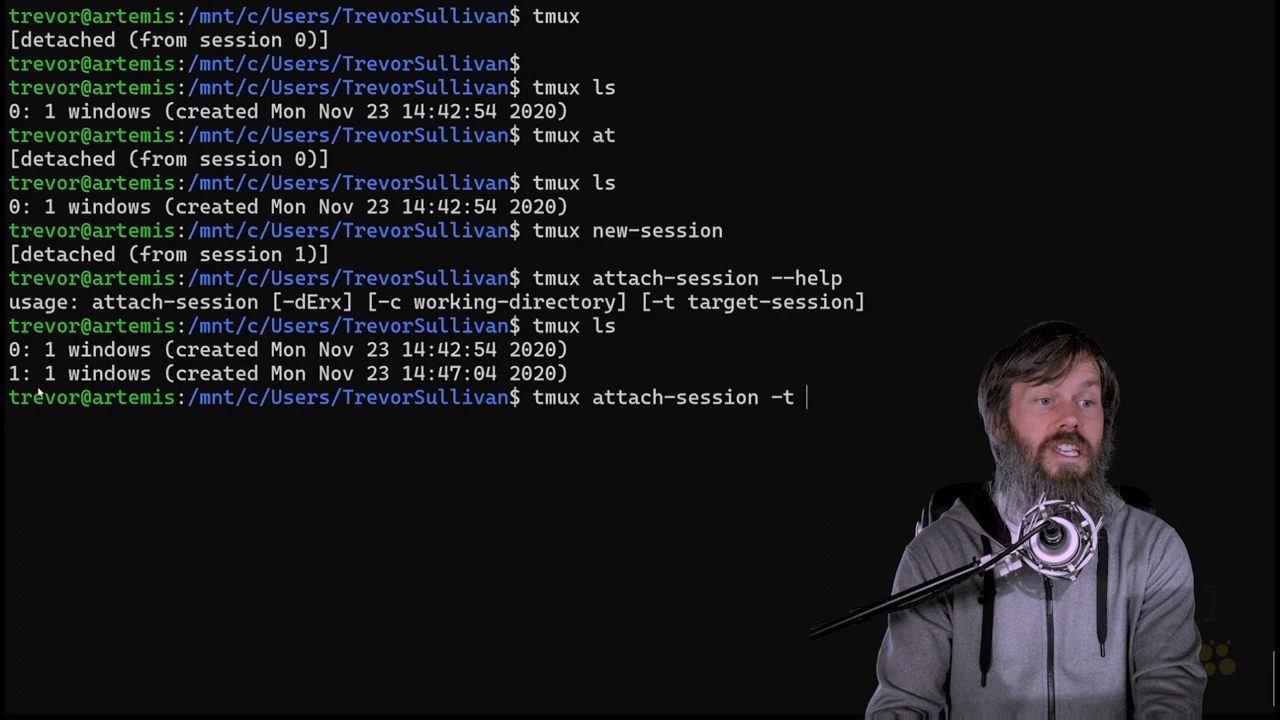 trevor@artemis:/mnt/c/Users/TrevorSullivan$ tmux
[detached (from session 0)]
trevor@artemis:/mnt/c/Users/TrevorSullivan$
trevor@artemis:/mnt/c/Users/TrevorSullivan$ tmux ls
0: 1 windows (created Mon Nov 23 14:42:54 2020)
trevor@artemis:/mnt/c/Users/TrevorSullivan$ tmux at
[detached (from session 0)]
trevor@artemis:/mnt/c/Users/TrevorSullivan$ tmux ls
0: 1 windows (created Mon Nov 23 14:42:54 2020)
trevor@artemis:/mnt/c/Users/TrevorSullivan$ tmux new-session
[detached (from session 1)]
trevor@artemis:/mnt/c/Users/TrevorSullivan$ tmux attach-session --help
usage: attach-session [-dErx] [-c working-directory] [-t target-session]
trevor@artemis:/mnt/c/Users/TrevorSullivan$ tmux ls
0: 1 windows (created Mon Nov 23 14:42:54 2020)
1: 1 windows (created Mon Nov 23 14:47:04 2020)
trevor@artemis:/mnt/c/Users/TrevorSullivan$ tmux attach-session -t